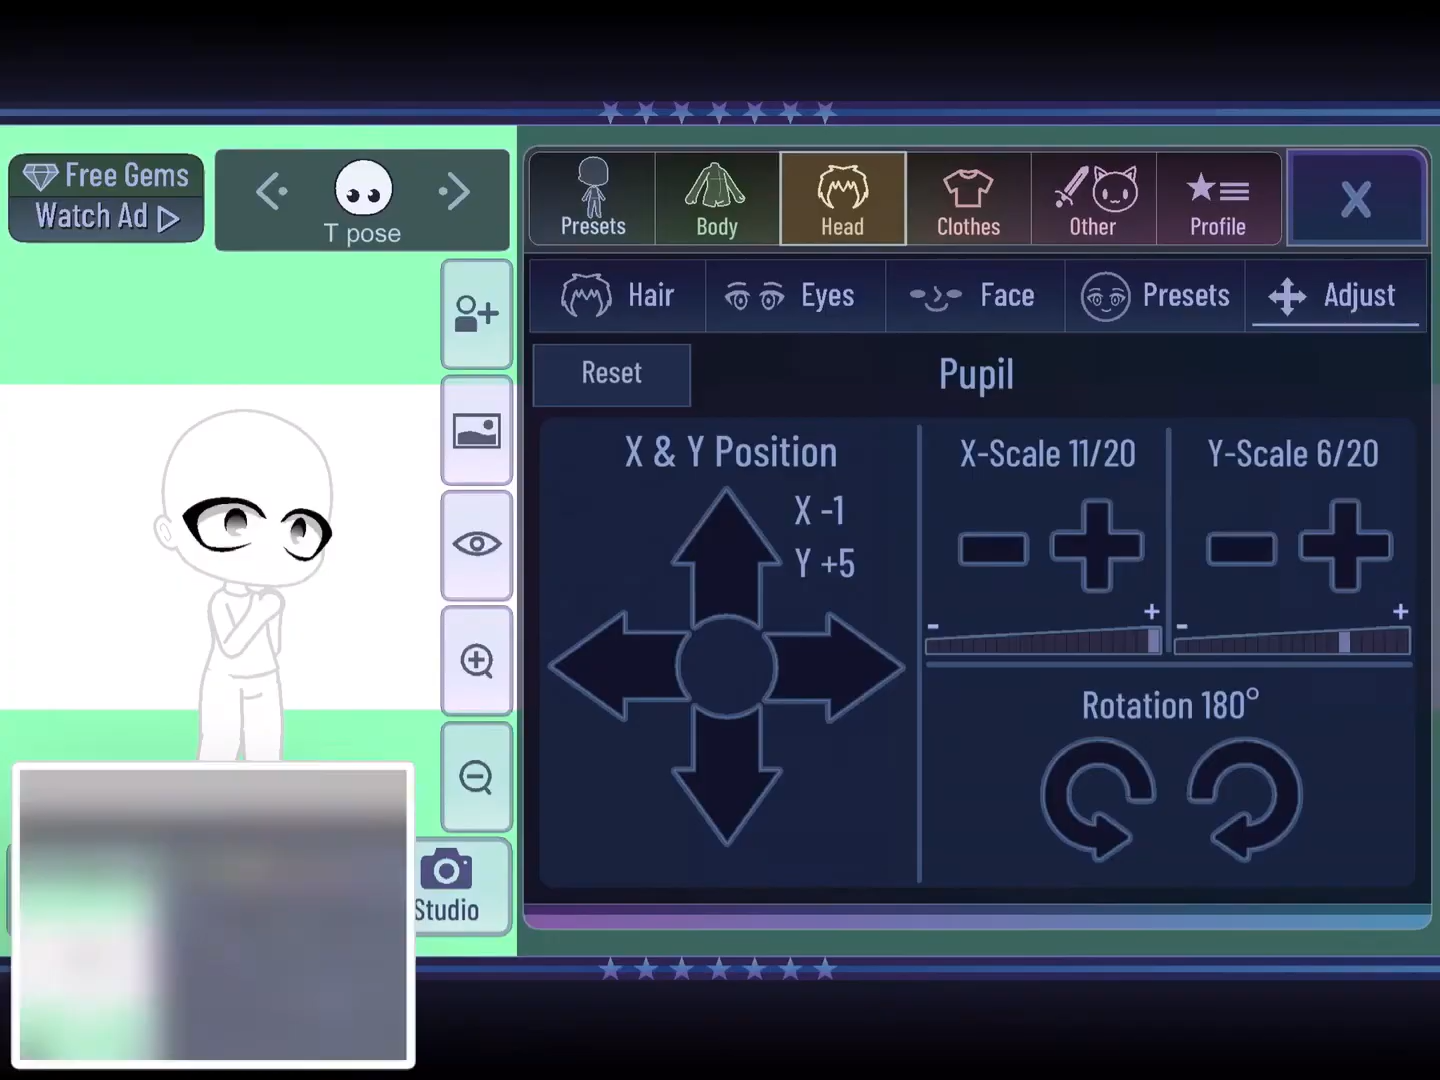 Free Gems
Watch Ad
T pose
Presets
Body
Head
Clothes
Other
Profile
X
Hair
Eyes
Face
Presets
Adjust
Reset
Pupil
X & Y Position
X -1
Y +5
X-Scale 11/20
Y-Scale 6/20
- +
- +
Rotation 180°
Studio